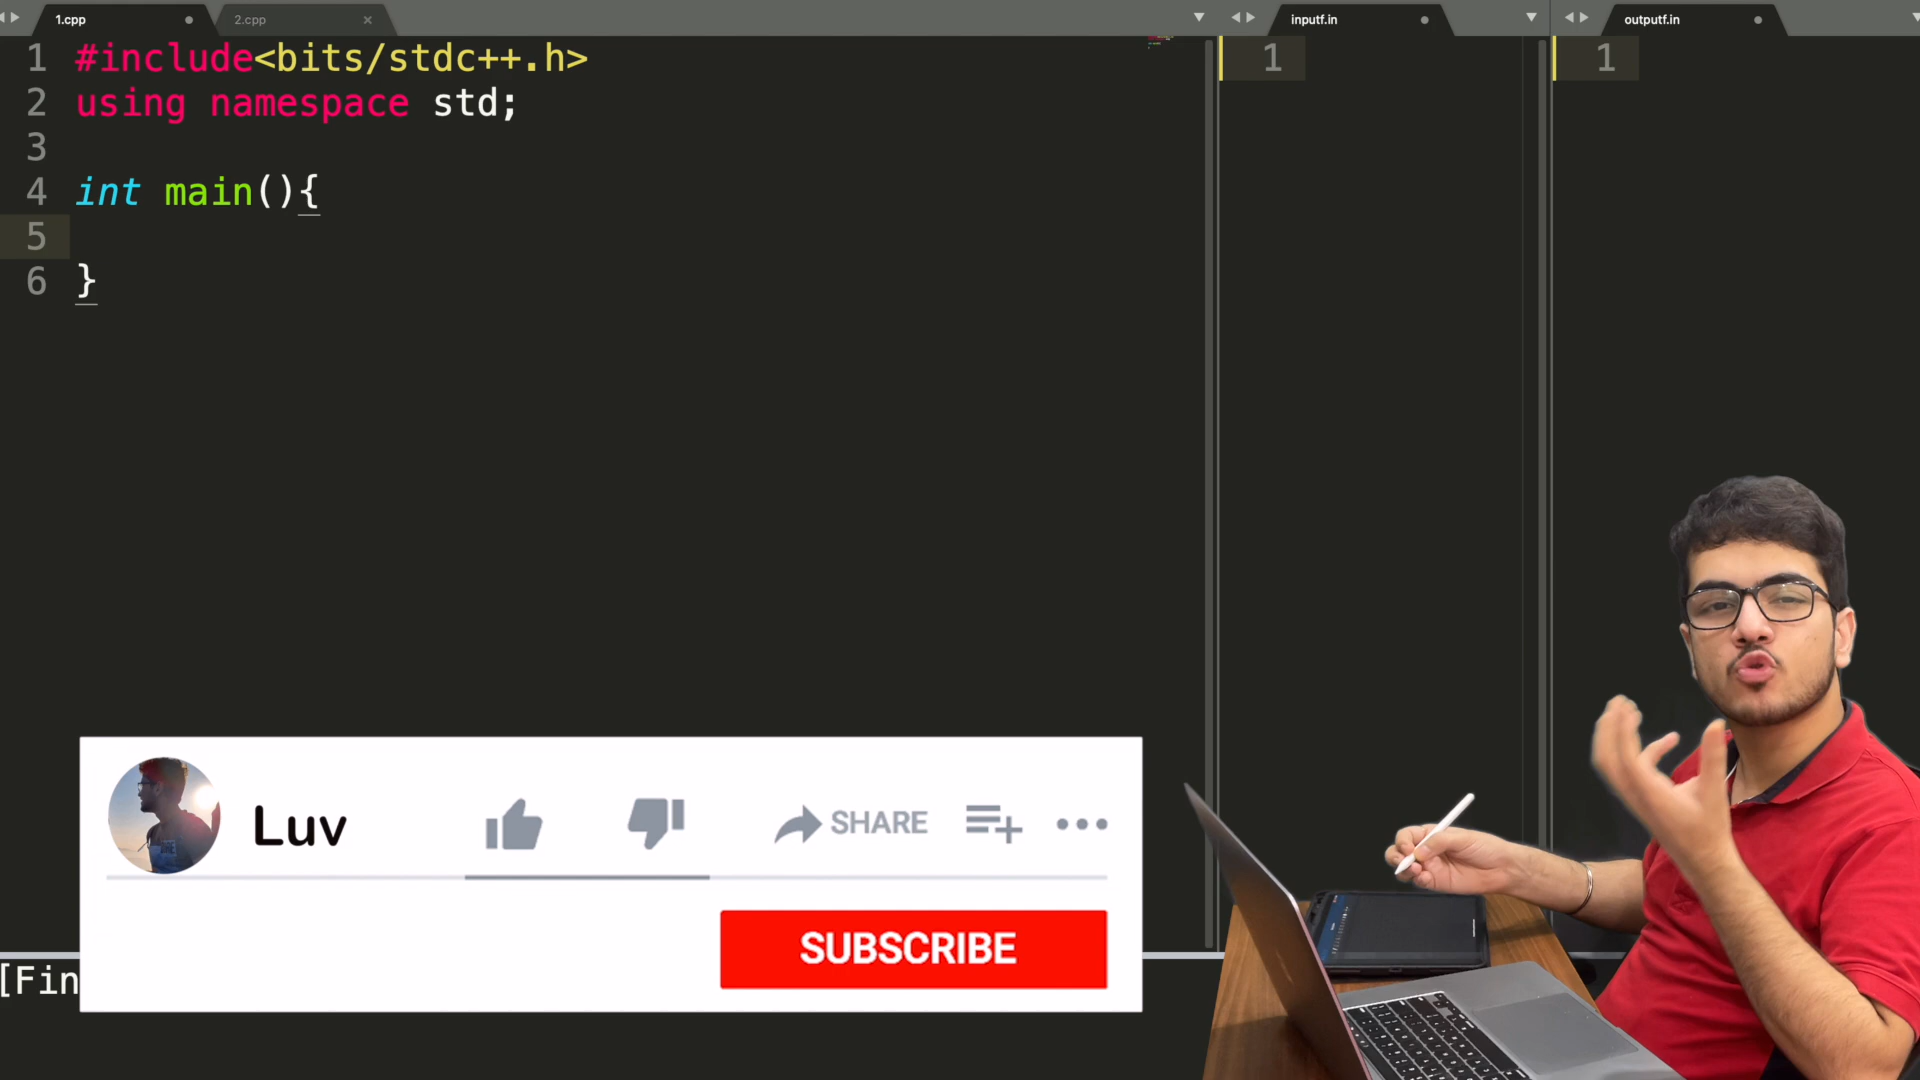 1.cpp
2.cpp
inputf.in
outputf.in
1 #include<bits/stdc++.h>
2 using namespace std;
3
4 int main(){
5
6 }
1
1
Luv
SHARE
SUBSCRIBE
[Fin